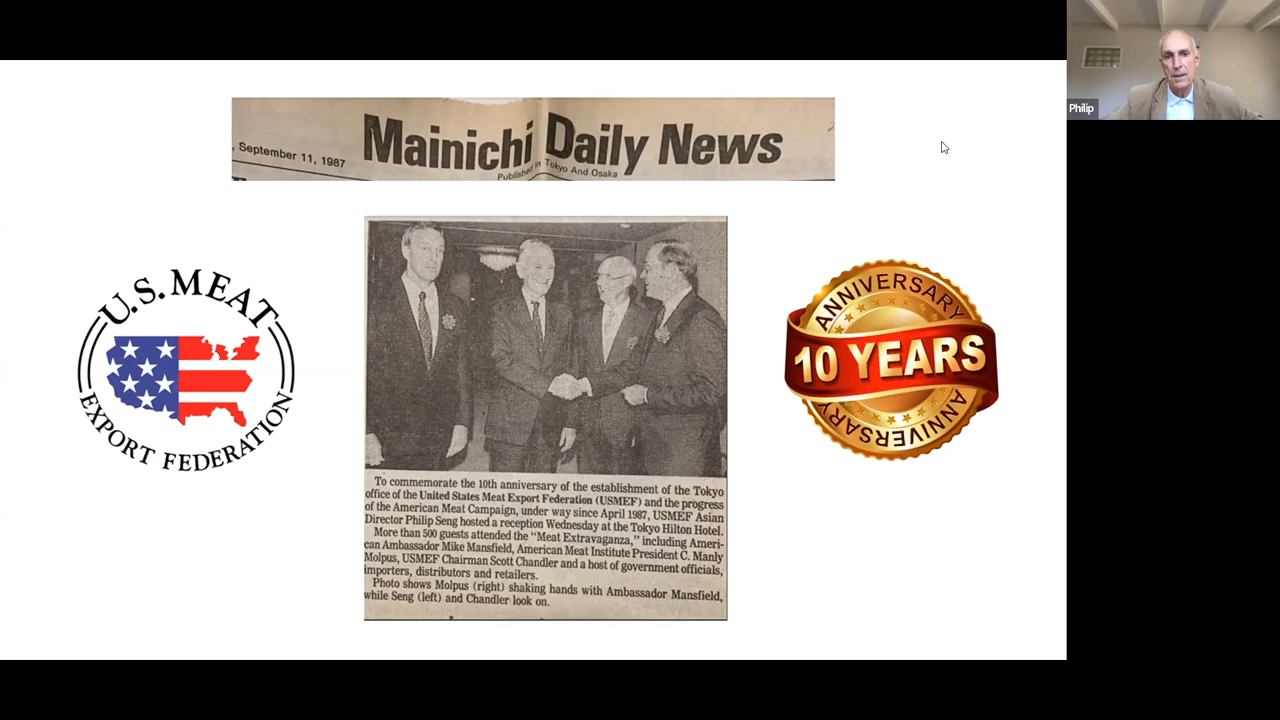 Philip
, September 11, 1987
Mainichi Daily News
Published in Tokyo And Osaka
U.S. MEAT
EXPORT FEDERATION
ANNIVERSARY
10 YEARS
ANNIVERSARY
To commemorate the 10th anniversary of the establishment of the Tokyo
office of the United States Meat Export Federation (USMEF) and the progress
of the American Meat Campaign, under way since April 1987, USMEF Asian
Director Philip Seng hosted a reception Wednesday at the Tokyo Hilton Hotel.
More than 500 guests attended the "Meat Extravaganza," including Ameri-
can Ambassador Mike Mansfield, American Meat Institute President C. Manly
Molpus, USMEF Chairman Scott Chandler and a host of government officials,
importers, distributors and retailers.
Photo shows Molpus (right) shaking hands with Ambassador Mansfield,
while Seng (left) and Chandler look on.